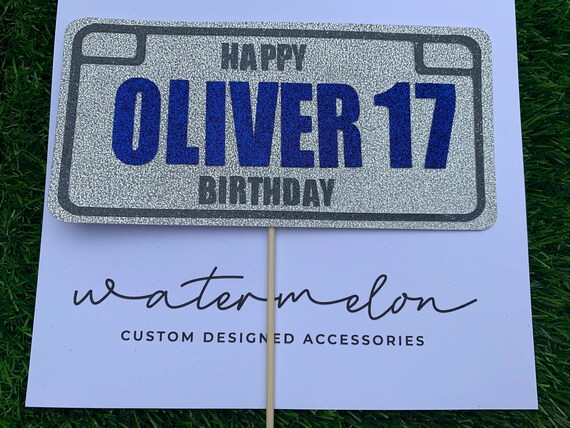 HAPPY
OLIVER 17
BIRTHDAY
watermelon
CUSTOM DESIGNED ACCESSORIES